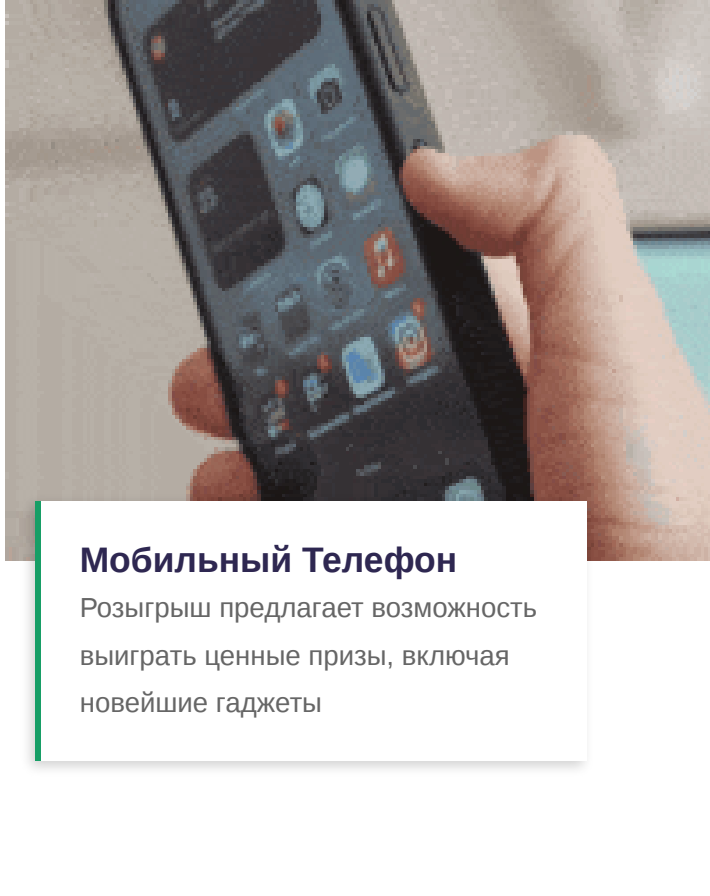 Мобильный Телефон
Розыгрыш предлагает возможность
выиграть ценные призы, включая
новейшие гаджеты